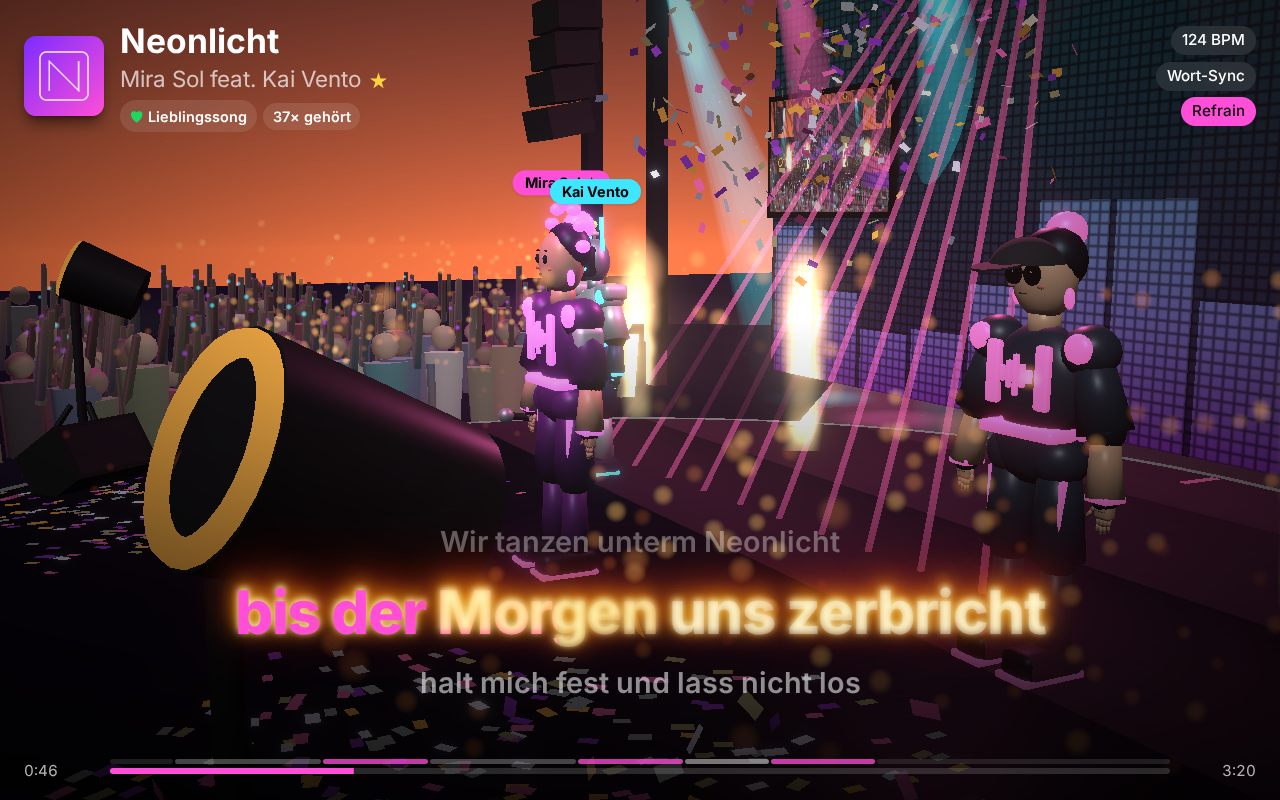 Neonlicht
Mira Sol feat. Kai Vento
Lieblingssong
37× gehört
124 BPM
Wort-Sync
Refrain
Kai Vento
Wir tanzen unterm Neonlicht
bis der Morgen uns zerbricht
halt mich fest und lass nicht los
0:46
3:20